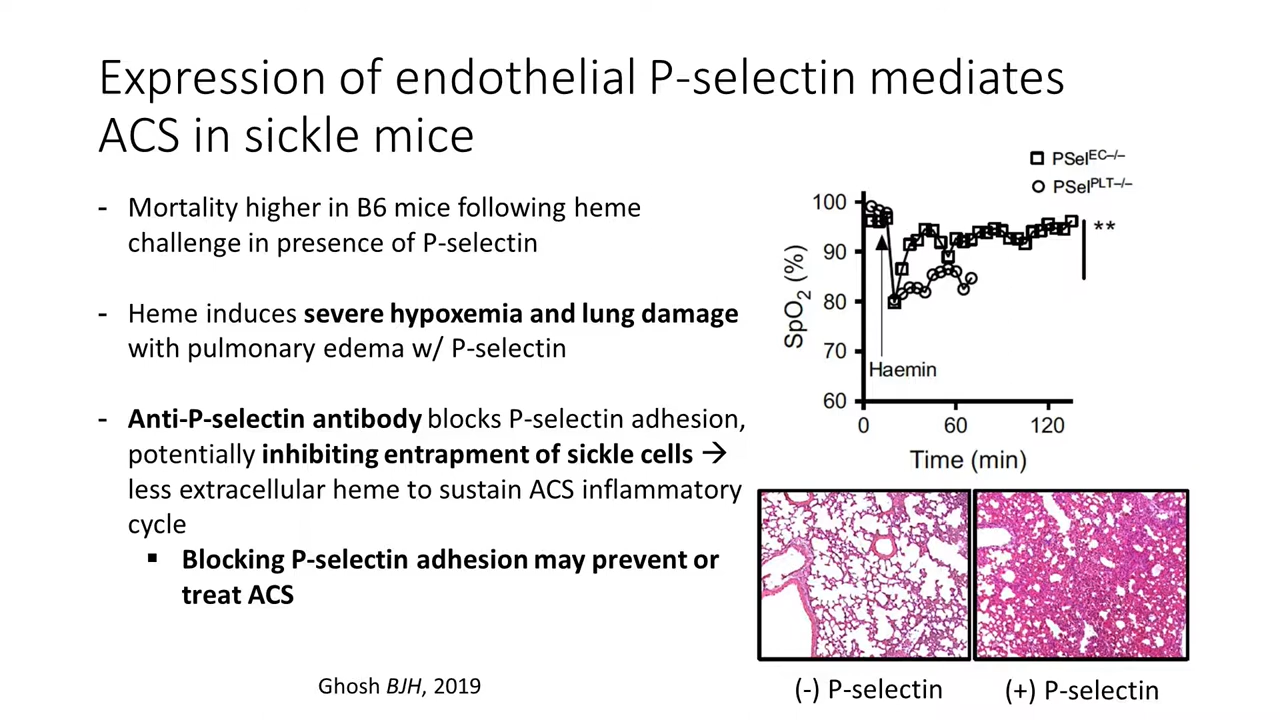 Expression of endothelial P-selectin mediates
ACS in sickle mice
- Mortality higher in B6 mice following heme
challenge in presence of P-selectin
- Heme induces severe hypoxemia and lung damage
with pulmonary edema w/ P-selectin
- Anti-P-selectin antibody blocks P-selectin adhesion,
potentially inhibiting entrapment of sickle cells →
less extracellular heme to sustain ACS inflammatory
cycle
▪ Blocking P-selectin adhesion may prevent or
treat ACS
Ghosh BJH, 2019
PSelEC–/–
PSelPLT–/–
**
SpO2 (%)
100
90
80
70
60
Haemin
0 60 120
Time (min)
(-) P-selectin (+) P-selectin